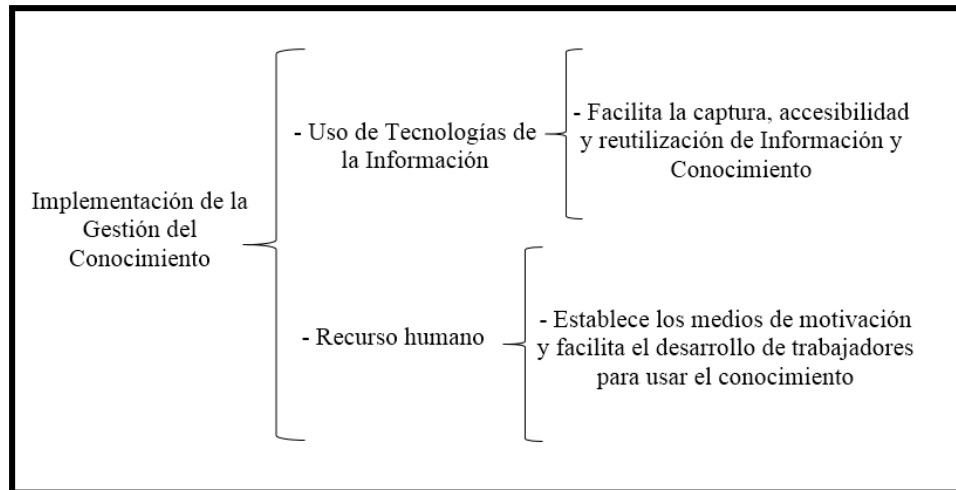 Implementación de la
Gestión del
Conocimiento
- Uso de Tecnologías de
la Información
- Facilita la captura, accesibilidad
y reutilización de Información y
Conocimiento
- Recurso humano
- Establece los medios de motivación
y facilita el desarrollo de trabajadores
para usar el conocimiento